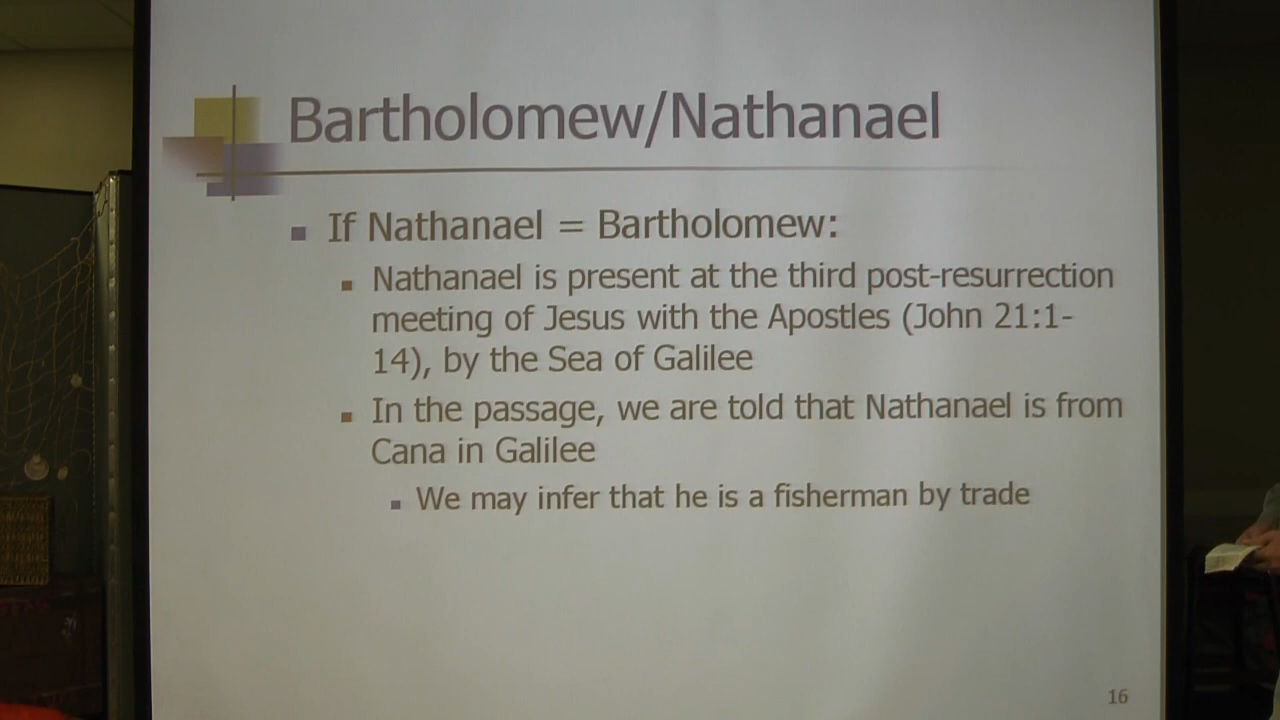 Bartholomew/Nathanael
If Nathanael = Bartholomew:
Nathanael is present at the third post-resurrection
meeting of Jesus with the Apostles (John 21:1-
14), by the Sea of Galilee
In the passage, we are told that Nathanael is from
Cana in Galilee
We may infer that he is a fisherman by trade
16